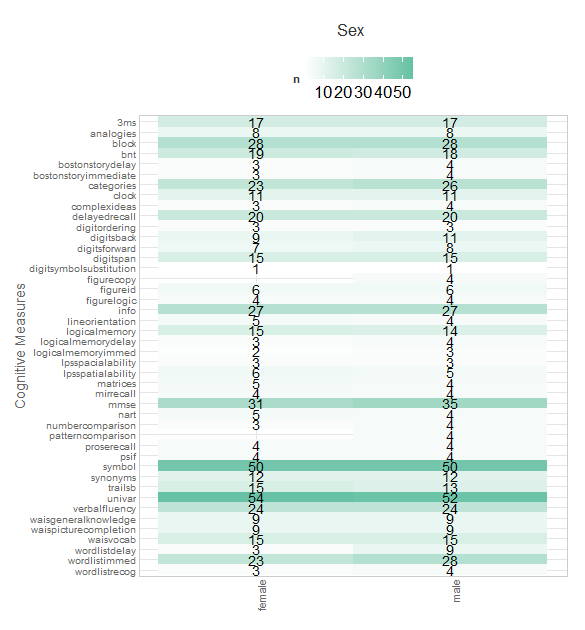 Sex
n
10 20 30 40 50
Cognitive Measures
3ms 17 17
analogies 8 8
block 28 28
bnt 19 18
bostonstorydelay 3 4
bostonstoryimmediate 3 4
categories 23 26
clock 11 11
complexideas 3 4
delayedrecall 20 20
digitordering 3 3
digitsback 9 11
digitsforward 7 8
digitspan 15 15
digitsymbolsubstitution 1 1
figurecopy 4
figureid 6 6
figurelogic 4 4
info 27 27
lineorientation 5 4
logicalmemory 15 14
logicalmemorydelay 3 4
logicalmemoryimmed 2 3
lpsspacialability 3 3
lpsspatialability 6 5
matrices 5 4
mirrecall 4 4
mmse 31 35
nart 5 4
numbercomparison 3 4
patterncomparison 4
proserecall 4 4
psif 4 4
symbol 50 50
synonyms 12 12
trailsb 15 13
univar 54 52
verbalfluency 24 24
waisgeneralknowledge 9 9
waispicturecompletion 9 9
waisvocab 15 15
wordlistdelay 3 9
wordlistimmed 23 28
wordlistrecog 3 4
female male